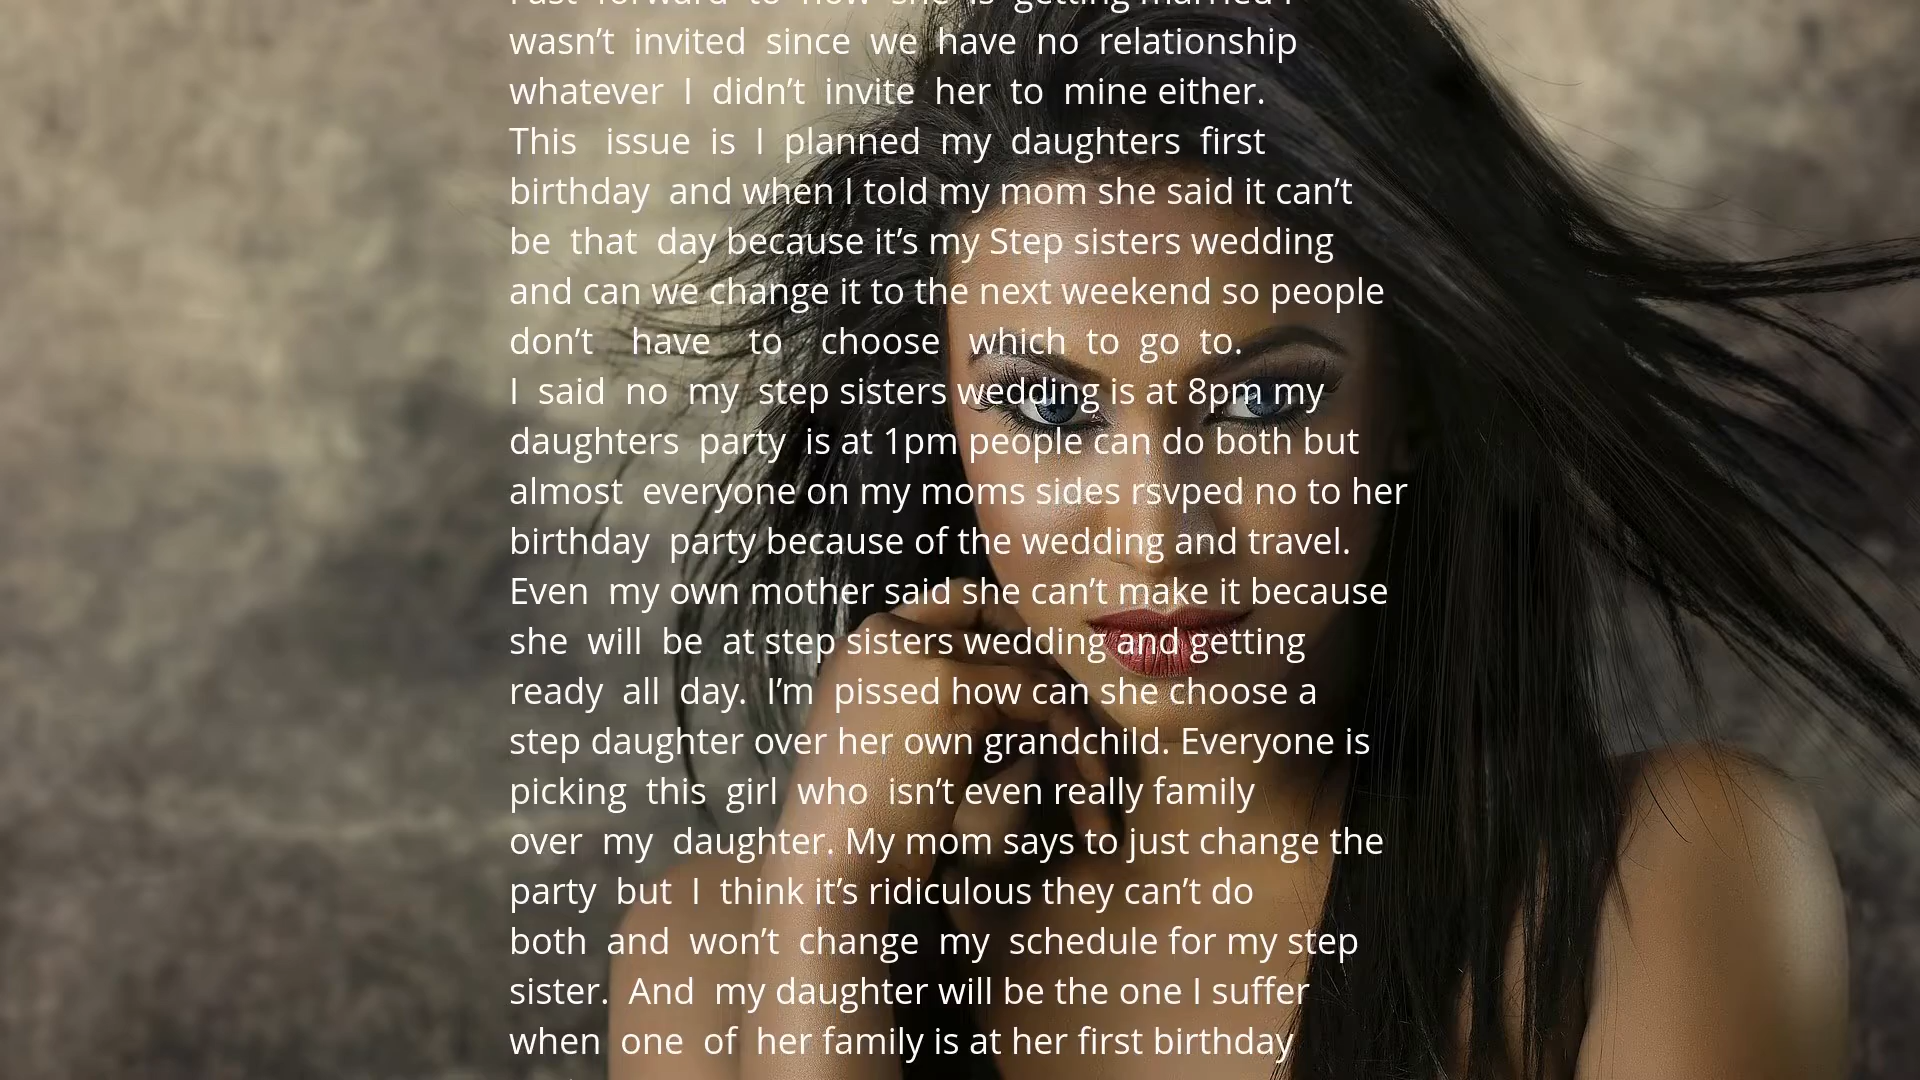 Fast forward to now she is getting married I
wasn’t invited since we have no relationship
whatever I didn’t invite her to mine either.
This issue is I planned my daughters first
birthday and when I told my mom she said it can’t
be that day because it’s my Step sisters wedding
and can we change it to the next weekend so people
don’t have to choose which to go to.
I said no my step sisters wedding is at 8pm my
daughters party is at 1pm people can do both but
almost everyone on my moms sides rsvped no to her
birthday party because of the wedding and travel.
Even my own mother said she can’t make it because
she will be at step sisters wedding and getting
ready all day. I’m pissed how can she choose a
step daughter over her own grandchild. Everyone is
picking this girl who isn’t even really family
over my daughter. My mom says to just change the
party but I think it’s ridiculous they can’t do
both and won’t change my schedule for my step
sister. And my daughter will be the one I suffer
when one of her family is at her first birthday